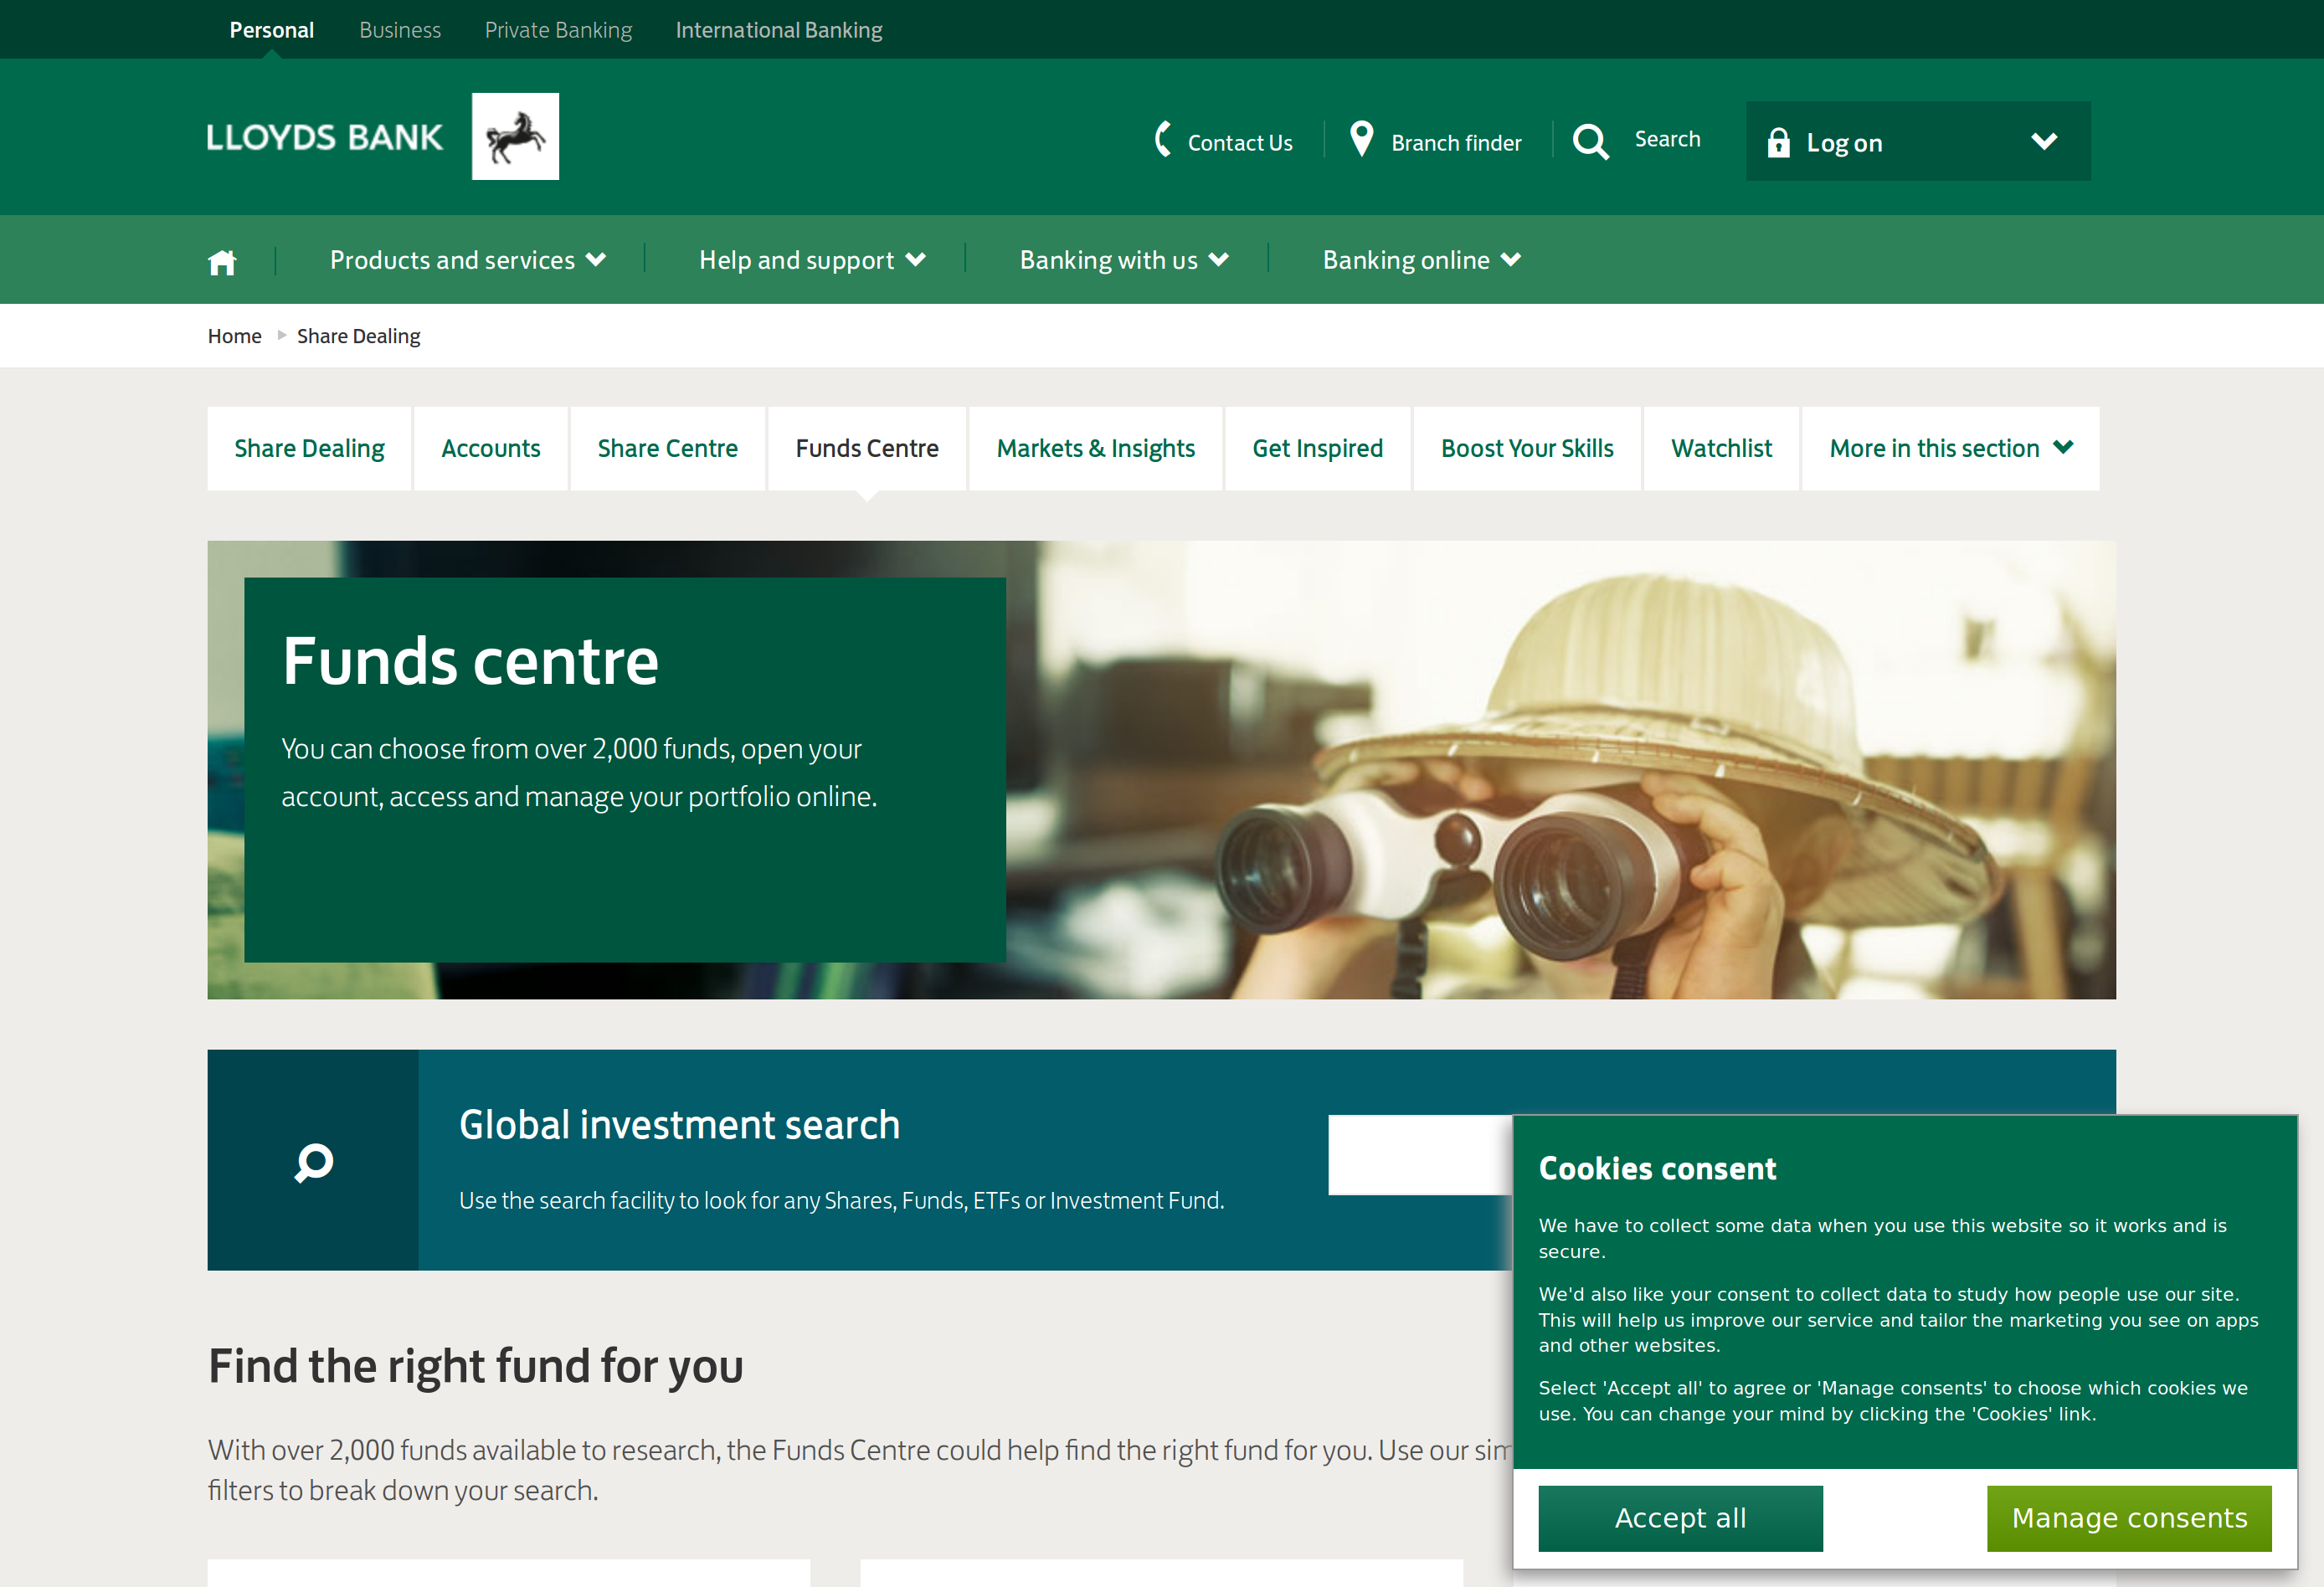 Personal Business Private Banking International Banking
LLOYDS BANK
Contact Us Branch finder Search Log on
Products and services Help and support Banking with us Banking online
Home Share Dealing
Share Dealing Accounts Share Centre Funds Centre Markets & Insights Get Inspired Boost Your Skills Watchlist More in this section
Funds centre
You can choose from over 2,000 funds, open your
account, access and manage your portfolio online.
Global investment search
Use the search facility to look for any Shares, Funds, ETFs or Investment Fund.
Find the right fund for you
With over 2,000 funds available to research, the Funds Centre could help find the right fund for you. Use our
filters to break down your search.
Cookies consent
We have to collect some data when you use this website so it works and is
secure.
We'd also like your consent to collect data to study how people use our site.
This will help us improve our service and tailor the marketing you see on apps
and other websites.
Select 'Accept all' to agree or 'Manage consents' to choose which cookies we
use. You can change your mind by clicking the 'Cookies' link.
Accept all Manage consents